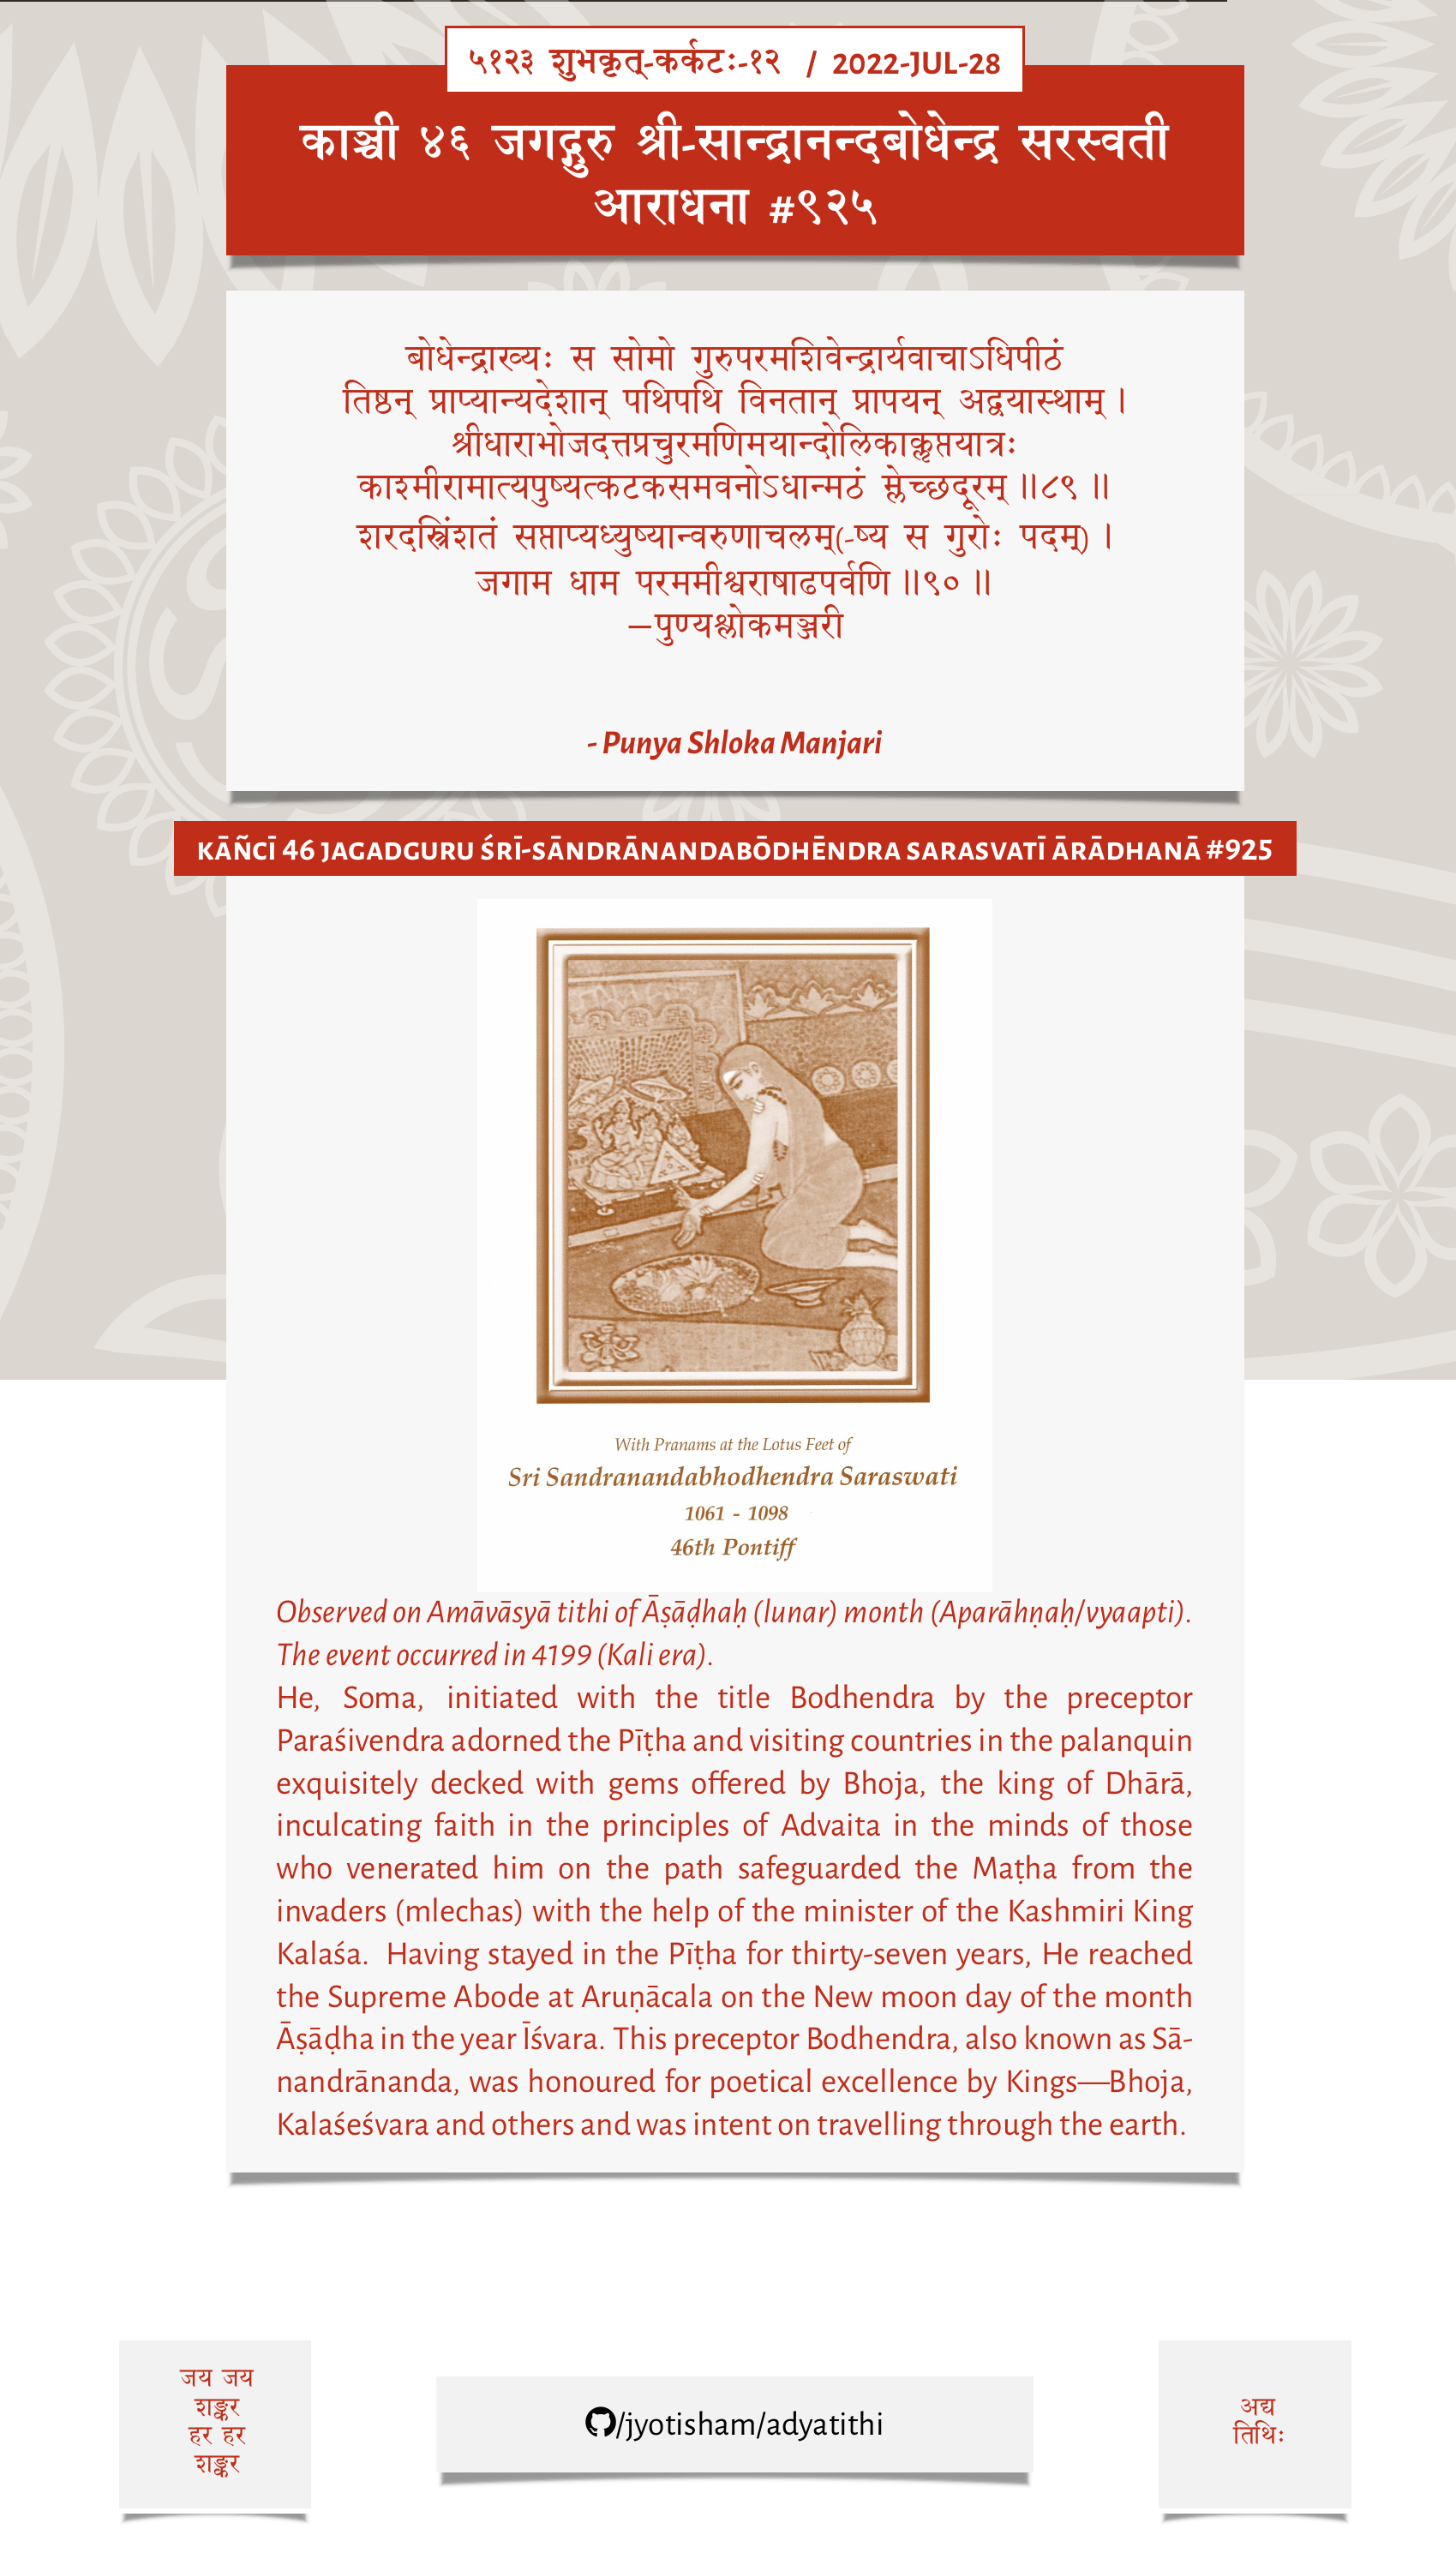 ५१२३ शुभकृत्-कर्कटः-१२ / 2022-JUL-28
काञ्ची ४६ जगद्गुरु श्री-सान्द्रानन्दबोधेन्द्र सरस्वती
आराधना #९२५
बोधेन्द्राख्यः स सोमो गुरुपरमशिवेन्द्रार्यवाचाऽधिपीठं
तिष्ठन् प्राप्यान्यदेशान् पथिपथि विनतान् प्रापयन् अद्वयास्थाम् ।
श्रीधाराभोजदत्तप्रचुरमणिमयान्दोलिकाकॢप्तयात्रः
काश्मीरामात्यपुष्यत्कटकसमवनोऽधान्मठं म्लेच्छदूरम् ॥८९॥
शरदस्त्रिंशतं सप्ताप्यध्युष्यान्वरुणाचलम्(-ष्य स गुरोः पदम्) ।
जगाम धाम परममीश्वराषाढपर्वणि ॥९०॥
—पुण्यश्लोकमञ्जरी
- Punya Shloka Manjari
KĀÑCĪ 46 JAGADGURU ŚRĪ-SĀNDRĀNANDABŌDHĒNDRA SARASVATĪ ĀRĀDHANĀ #925
With Pranams at the Lotus Feet of
Sri Sandranandabhodhendra Saraswati
1061 - 1098
46th Pontiff
Observed on Amāvāsyā tithi of Āṣāḍhaḥ (lunar) month (Aparāhṇaḥ/vyaapti).
The event occurred in 4199 (Kali era).
He, Soma, initiated with the title Bodhendra by the preceptor
Paraśivendra adorned the Pīṭha and visiting countries in the palanquin
exquisitely decked with gems offered by Bhoja, the king of Dhārā,
inculcating faith in the principles of Advaita in the minds of those
who venerated him on the path safeguarded the Maṭha from the
invaders (mlechas) with the help of the minister of the Kashmiri King
Kalaśa. Having stayed in the Pīṭha for thirty-seven years, He reached
the Supreme Abode at Aruṇācala on the New moon day of the month
Āṣāḍha in the year Īśvara. This preceptor Bodhendra, also known as Sā-
nandrānanda, was honoured for poetical excellence by Kings—Bhoja,
Kalaśeśvara and others and was intent on travelling through the earth.
जय जय
शङ्कर
हर हर
शङ्कर
/jyotisham/adyatithi
अद्य
तिथिः